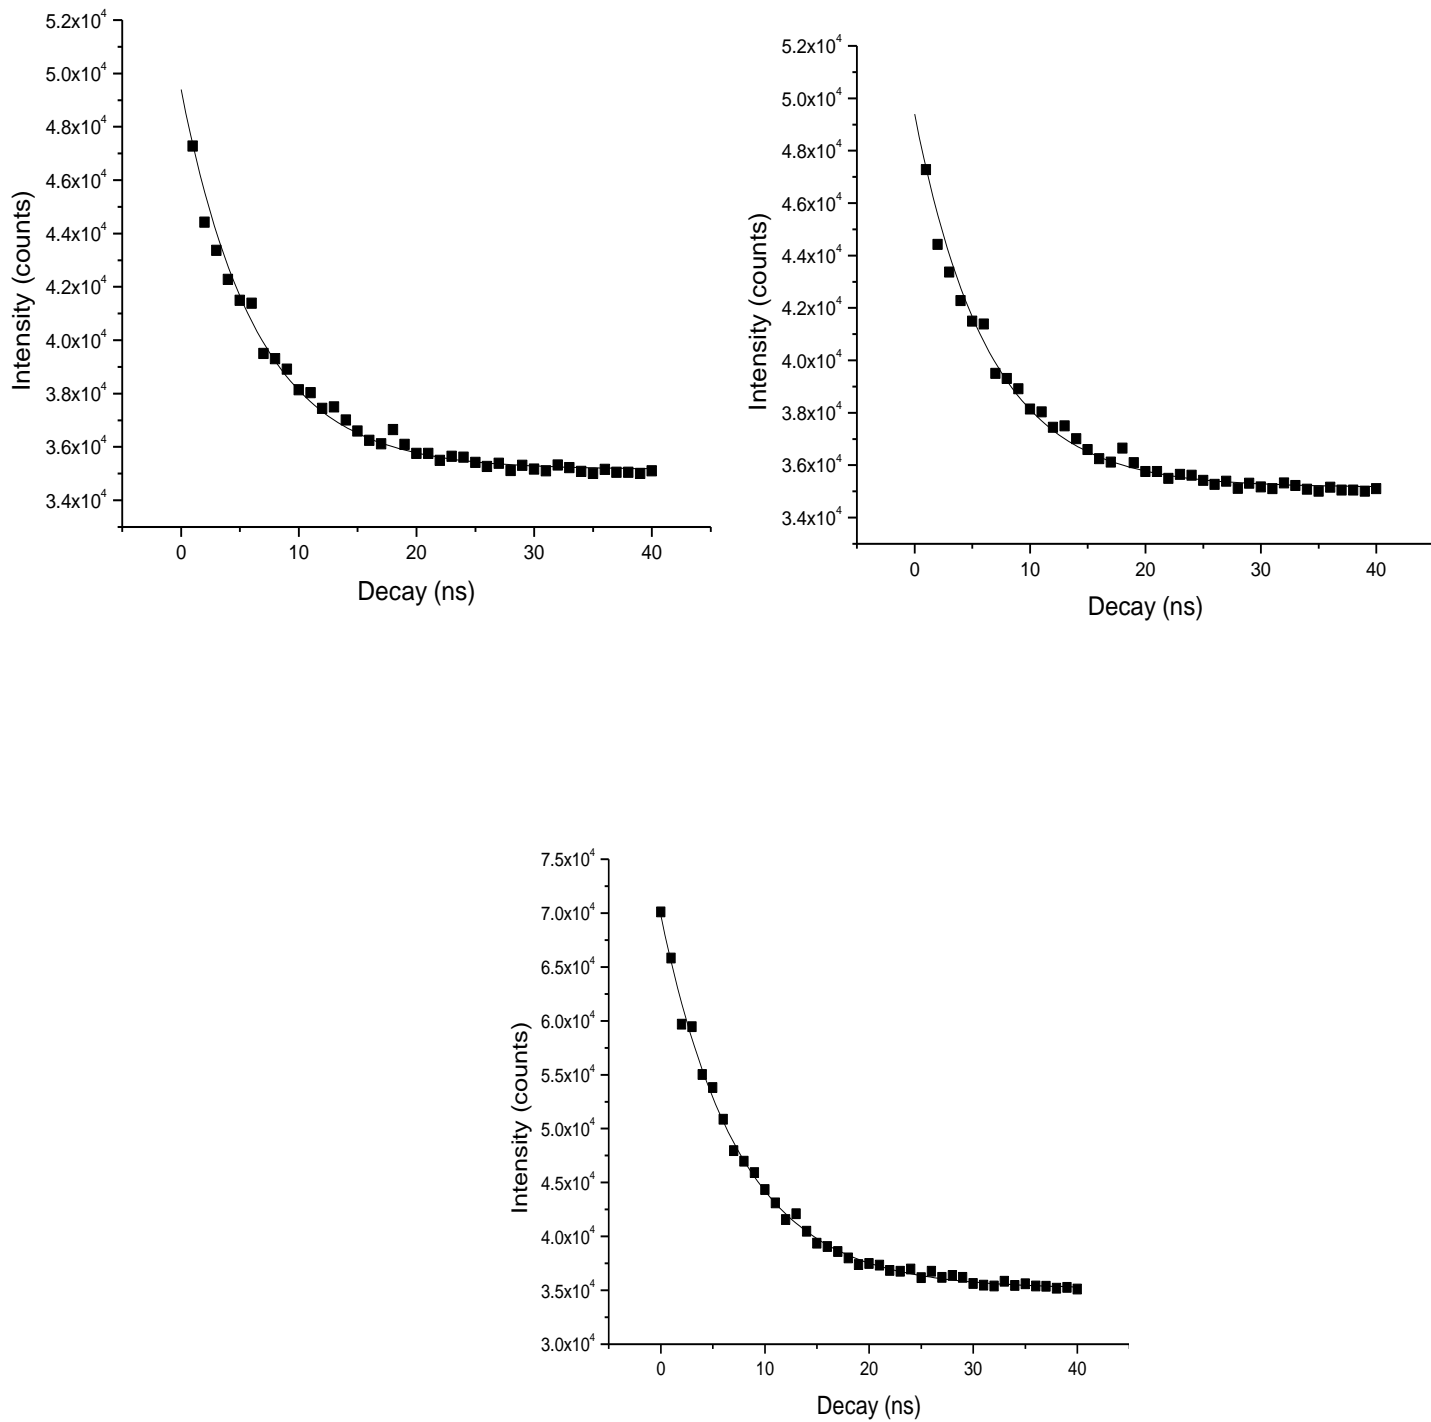 5.2x10⁴
5.0x10⁴
4.8x10⁴
4.6x10⁴
4.4x10⁴
4.2x10⁴
4.0x10⁴
3.8x10⁴
3.6x10⁴
3.4x10⁴
Intensity (counts)
0 10 20 30 40
Decay (ns)
5.2x10⁴
5.0x10⁴
4.8x10⁴
4.6x10⁴
4.4x10⁴
4.2x10⁴
4.0x10⁴
3.8x10⁴
3.6x10⁴
3.4x10⁴
Intensity (counts)
0 10 20 30 40
Decay (ns)
7.5x10⁴
7.0x10⁴
6.5x10⁴
6.0x10⁴
5.5x10⁴
5.0x10⁴
4.5x10⁴
4.0x10⁴
3.5x10⁴
3.0x10⁴
Intensity (counts)
0 10 20 30 40
Decay (ns)